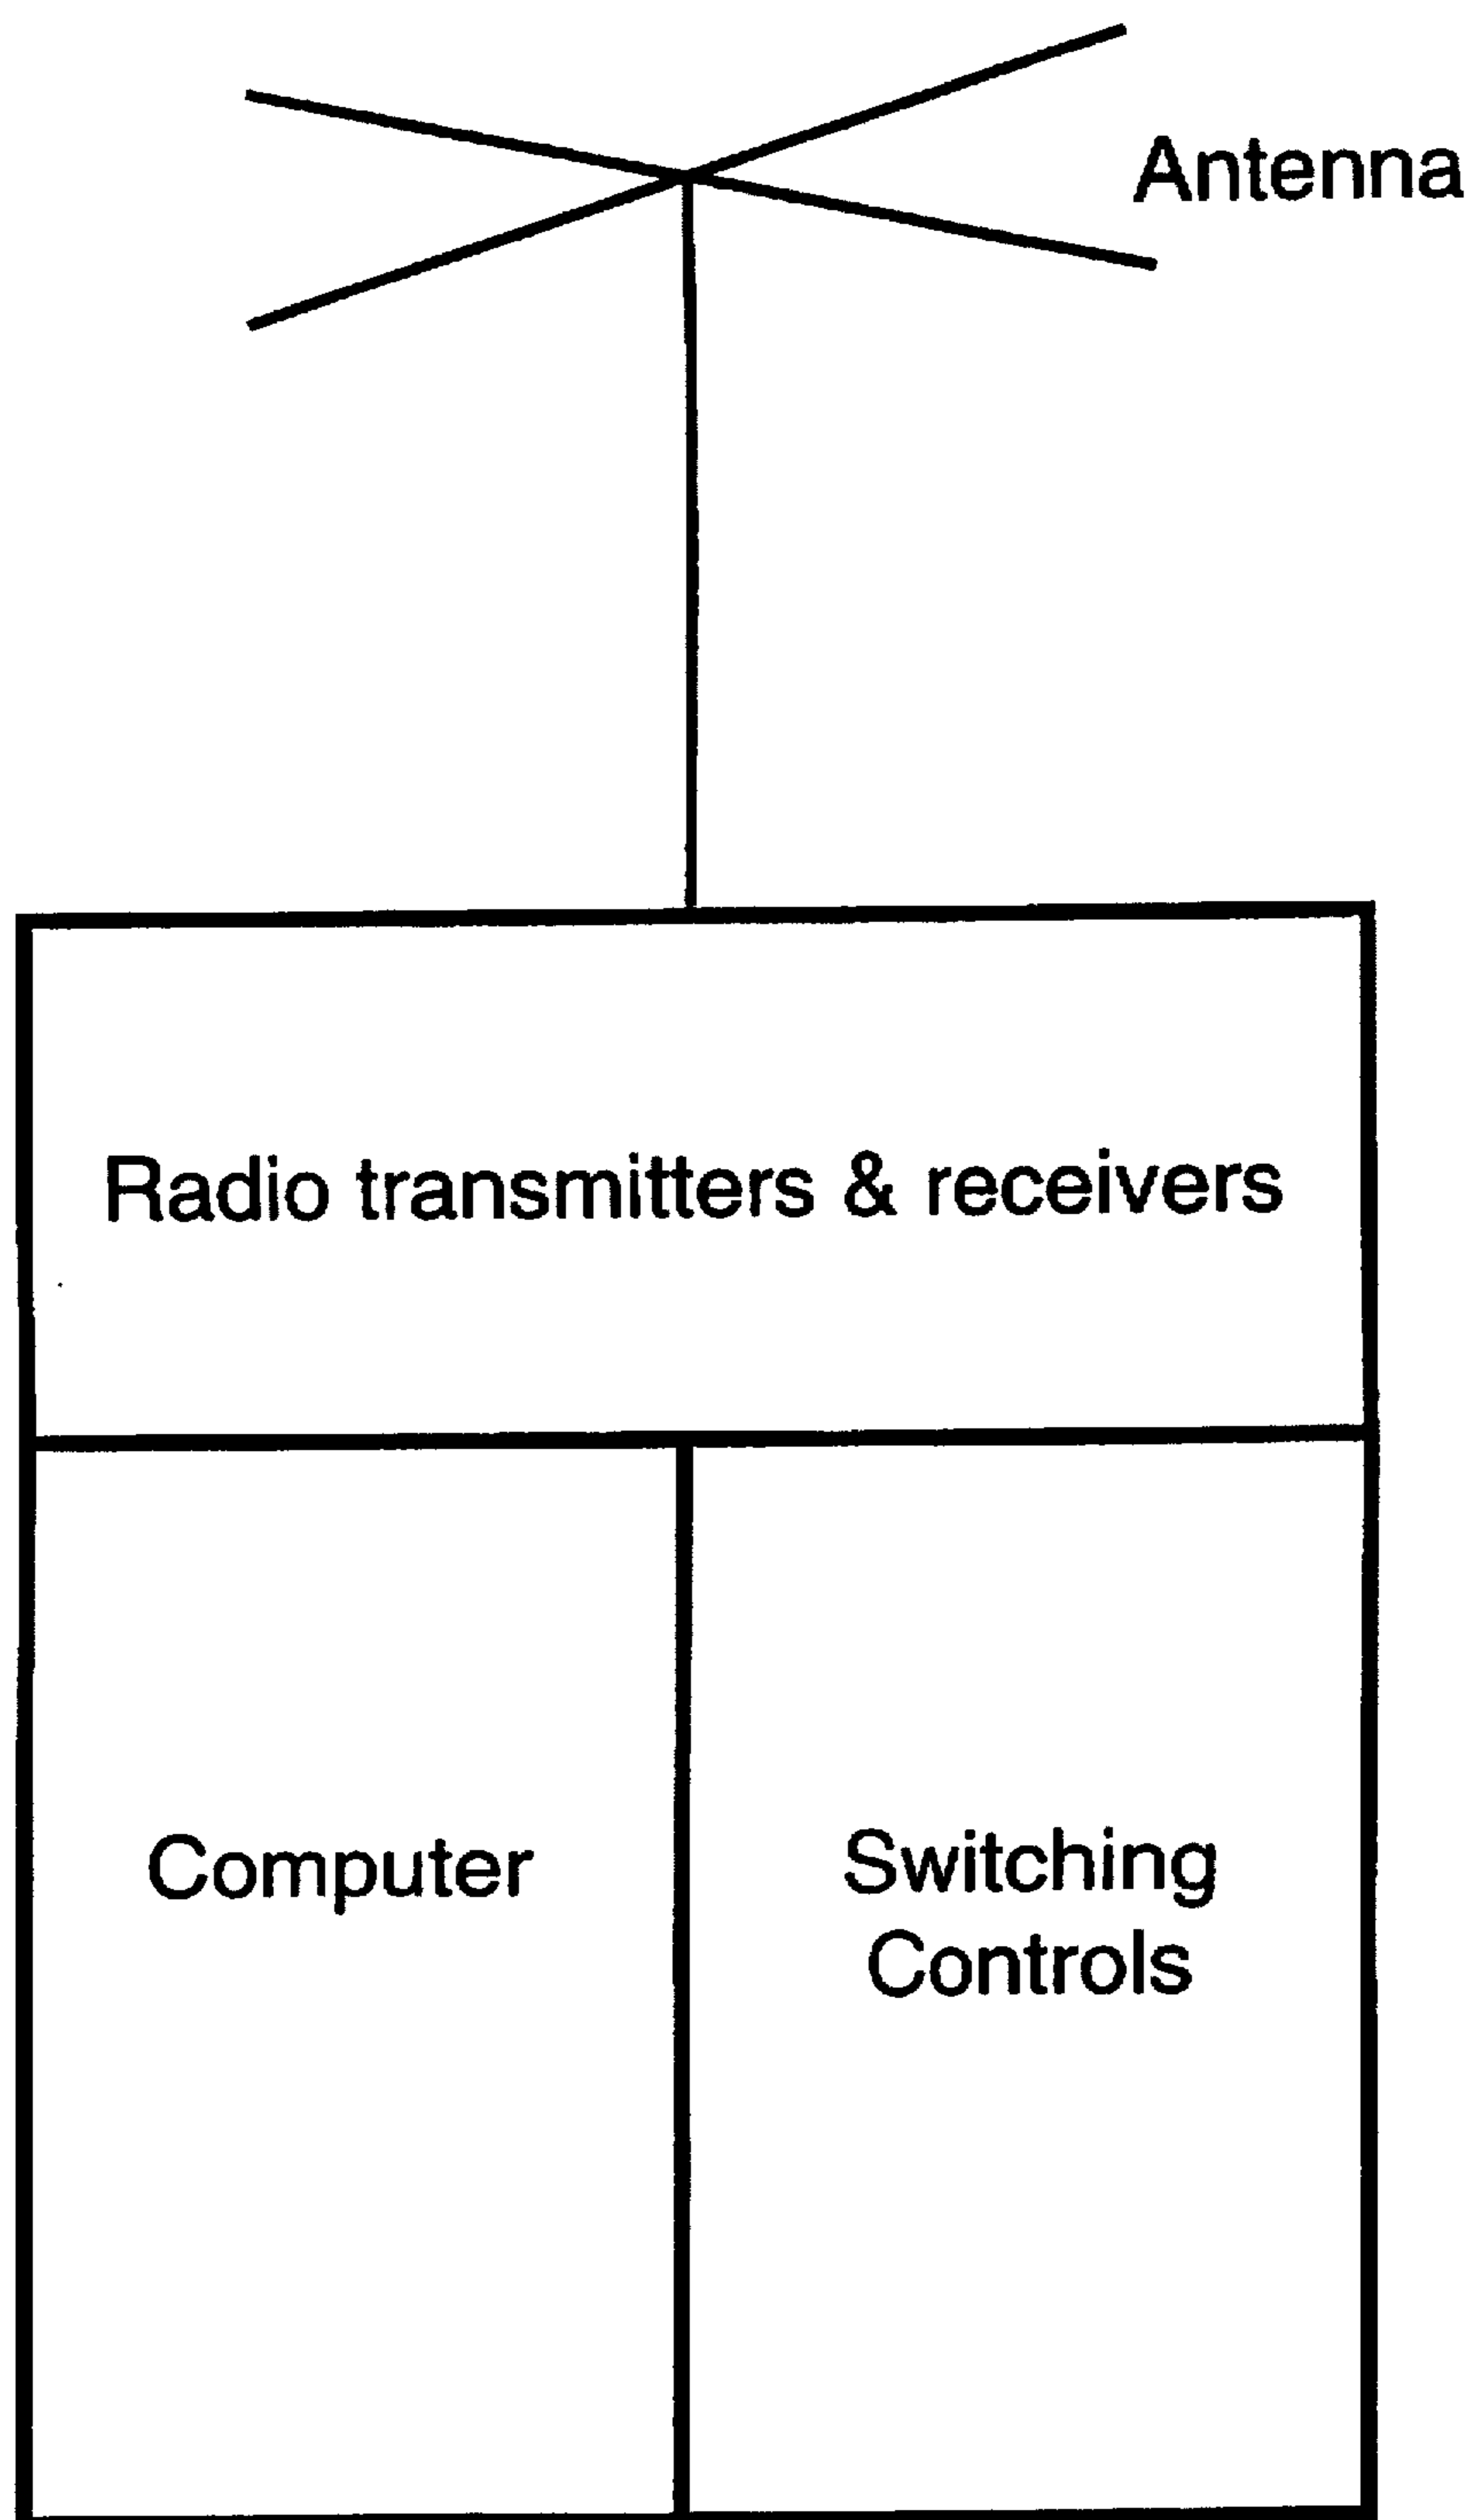 Antenna
Radio transmitters & receivers
Computer
Switching
Controls